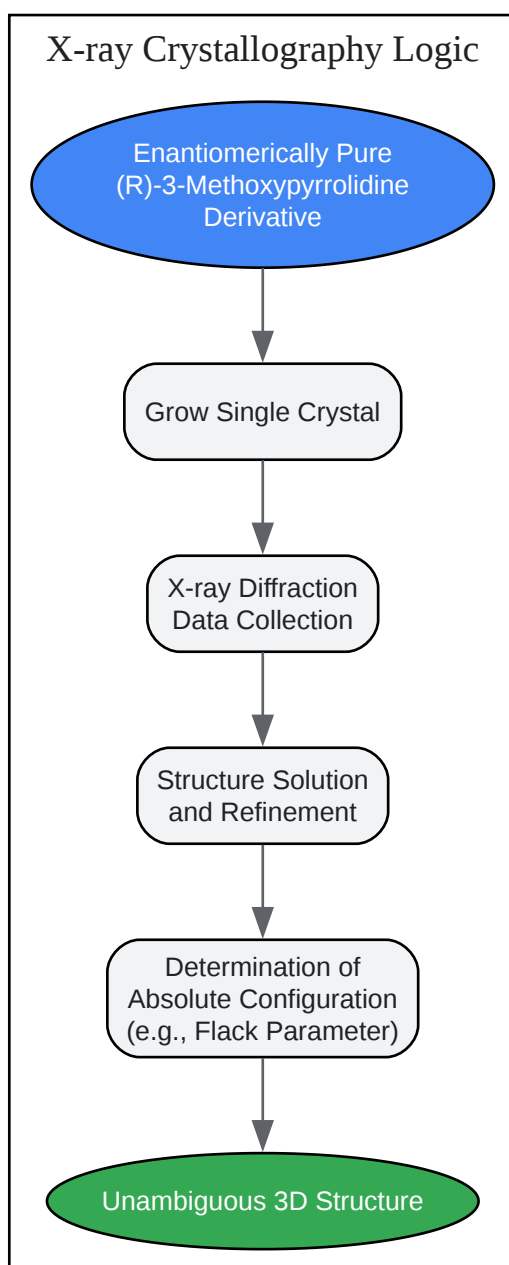 X-ray Crystallography Logic
Enantiomerically Pure
(R)-3-Methoxypyrrolidine
Derivative
Grow Single Crystal
X-ray Diffraction
Data Collection
Structure Solution
and Refinement
Determination of
Absolute Configuration
(e.g., Flack Parameter)
Unambiguous 3D Structure